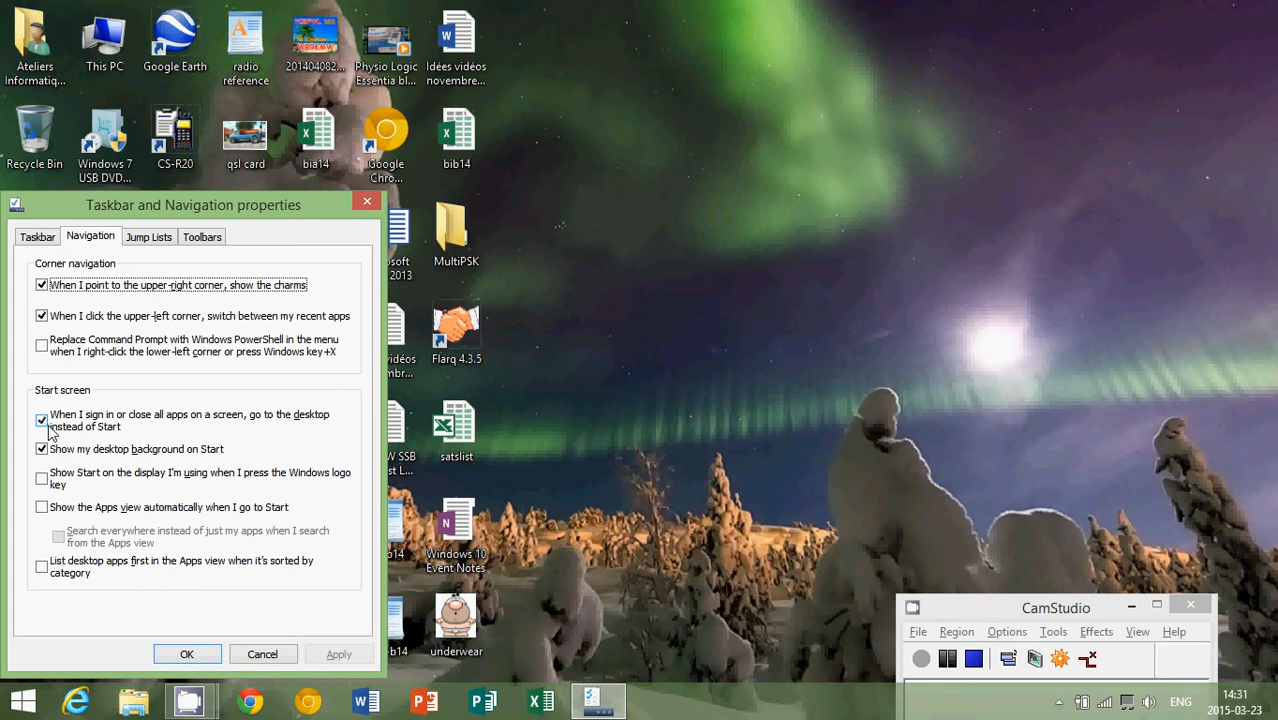 Ateliers
Informatiq...
This PC
Google Earth
radio
reference
201404082...
Physio Logic
Essentia bl...
Idées vidéos
novembre...
Recycle Bin
Windows 7
USB DVD...
CS-R20
qsl card
bia14
Google
Chro...
bib14
Taskbar and Navigation properties
Taskbar
Navigation
Jump Lists
Toolbars
Corner navigation
When I point to the upper-right corner, show the charms
When I click the upper-left corner, switch between my recent apps
Replace Command Prompt with Windows PowerShell in the menu
when I right-click the lower-left corner or press Windows key+X
Start screen
When I sign in or close all apps on a screen, go to the desktop
instead of Start
Show my desktop background on Start
Show Start on the display I'm using when I press the Windows logo
key
Show the Apps view automatically when I go to Start
Search everywhere instead of just my apps when I search
from the Apps view
List desktop apps first in the Apps view when it's sorted by
category
OK
Cancel
Apply
osoft
2013
MultiPSK
vidéos
mbr...
Flarq 4.3.5
W SSB
st L...
satslist
14
Windows 10
Event Notes
b14
underwear
CamStudio
File
Region
Options
Tools
Effects
View
Help
ENG
14:31
2015-03-23